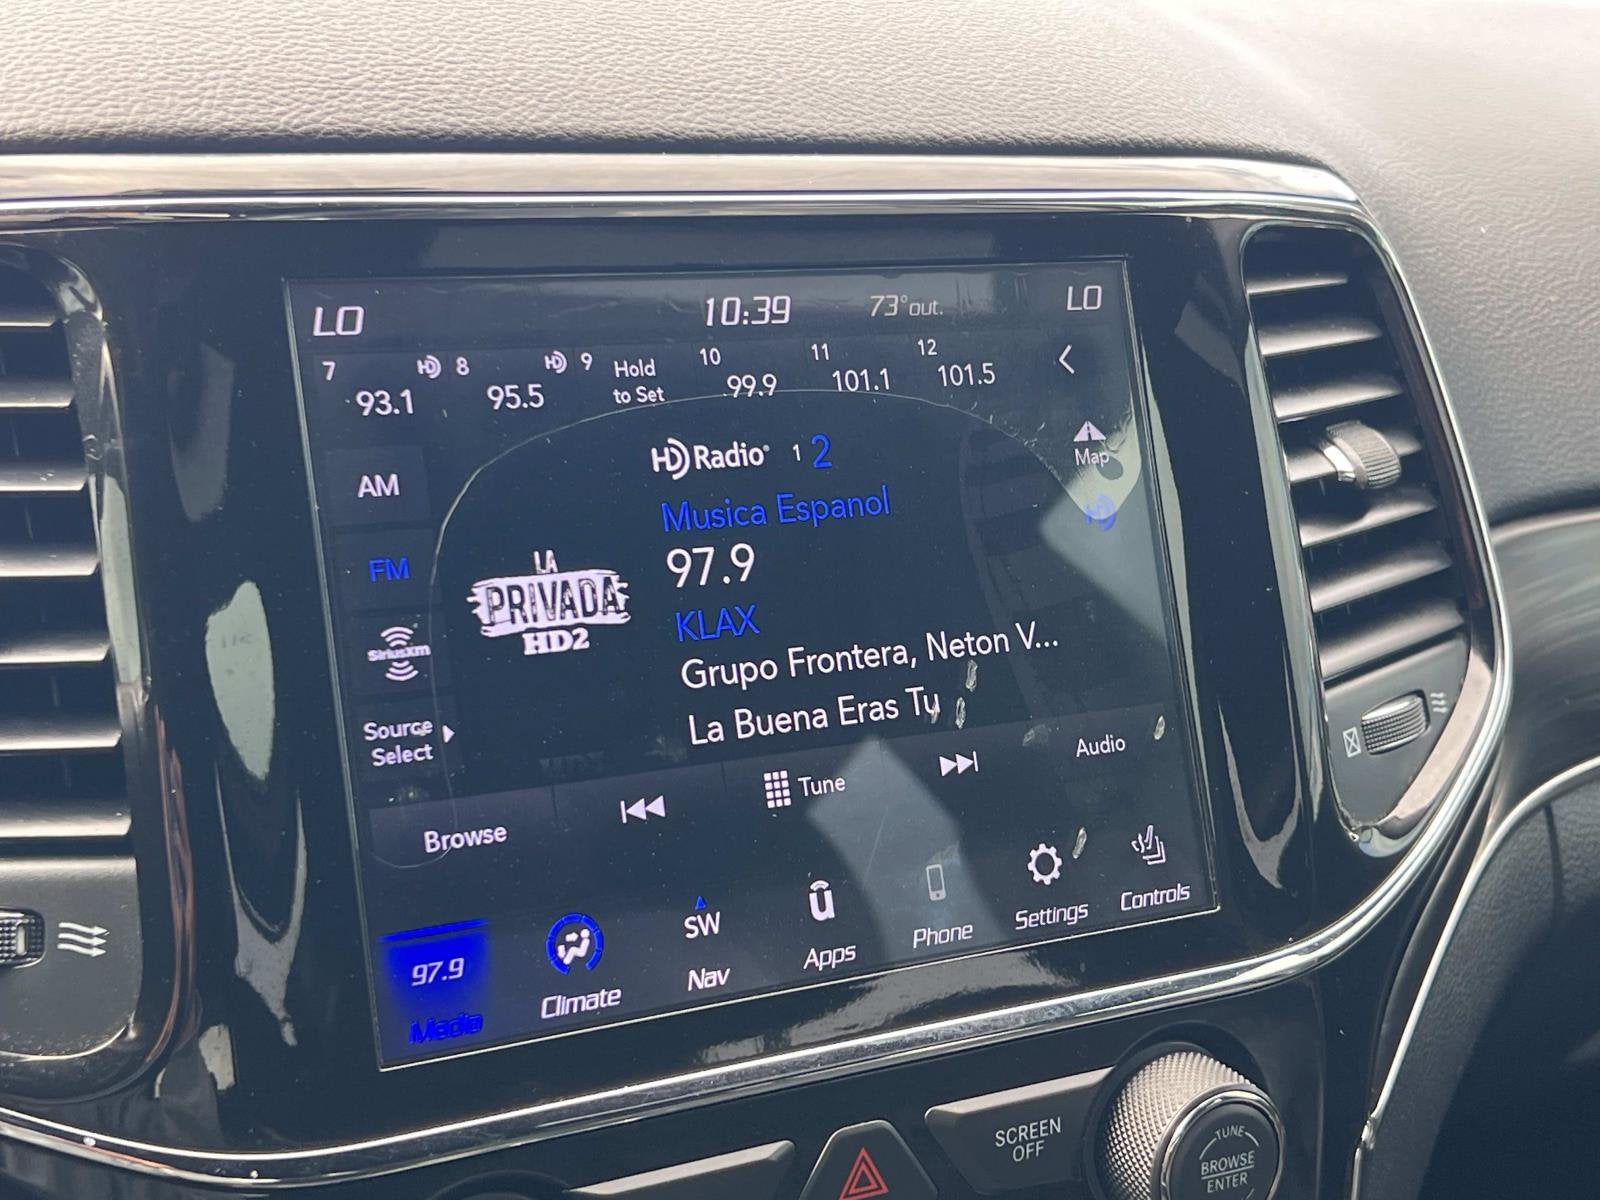 LO 10:39 73° out. LO
7 93.1 HD 8 95.5 HD 9 Hold to Set 10 99.9 11 101.1 12 101.5
HD Radio 1 2
Map
AM
Musica Espanol
HD
FM
97.9
LA
PRIVADA
HD2
KLAX
SiriusXM
Grupo Frontera, Neton V...
La Buena Eras Tu
Source
Select
Browse
Tune
Audio
97.9
Media
Climate
SW
Nav
Apps
Phone
Settings
Controls
SCREEN
OFF
TUNE
BROWSE
ENTER